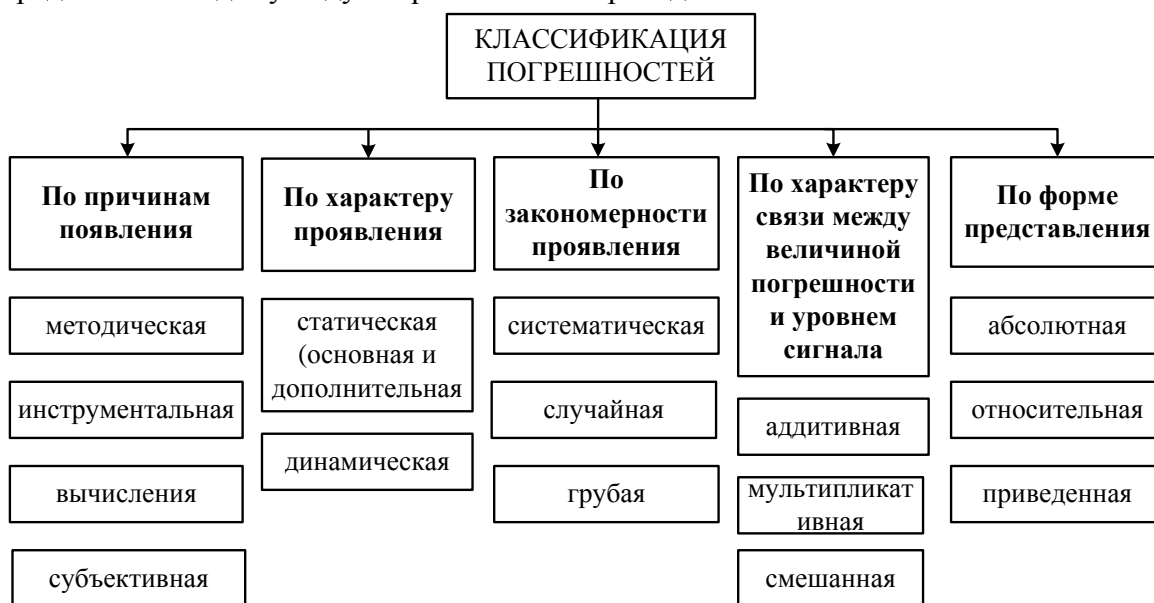 КЛАССИФИКАЦИЯ
ПОГРЕШНОСТЕЙ
По причинам
появления
методическая
инструментальная
вычисления
субъективная
По характеру
проявления
статическая
(основная и
дополнительная
динамическая
По
закономерности
проявления
систематическая
случайная
грубая
По характеру
связи между
величиной
погрешности
и уровнем
сигнала
аддитивная
мультипликат
ивная
смешанная
По форме
представления
абсолютная
относительная
приведенная